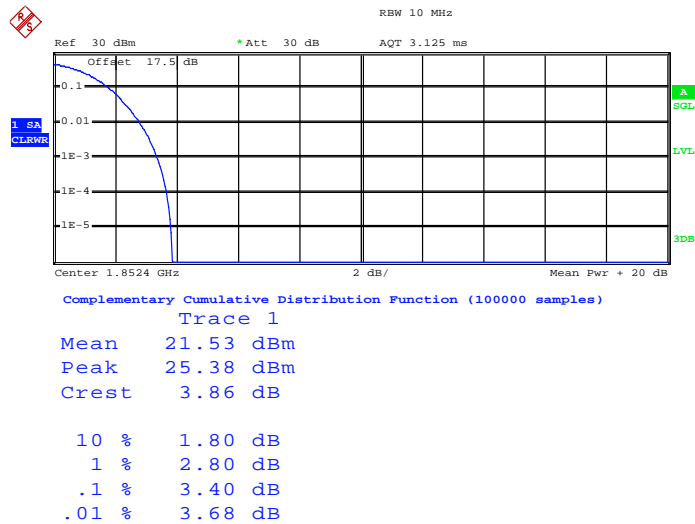 R&S
RBW 10 MHz
Ref 30 dBm *Att 30 dB AQT 3.125 ms
Offset 17.5 dB
0.1
A
SGL
1 SA
0.01
CLRWR
1E-3
LVL
1E-4
1E-5
3DB
Center 1.8524 GHz 2 dB/ Mean Pwr + 20 dB
Complementary Cumulative Distribution Function (100000 samples)
Trace 1
Mean 21.53 dBm
Peak 25.38 dBm
Crest 3.86 dB
10 % 1.80 dB
1 % 2.80 dB
.1 % 3.40 dB
.01 % 3.68 dB